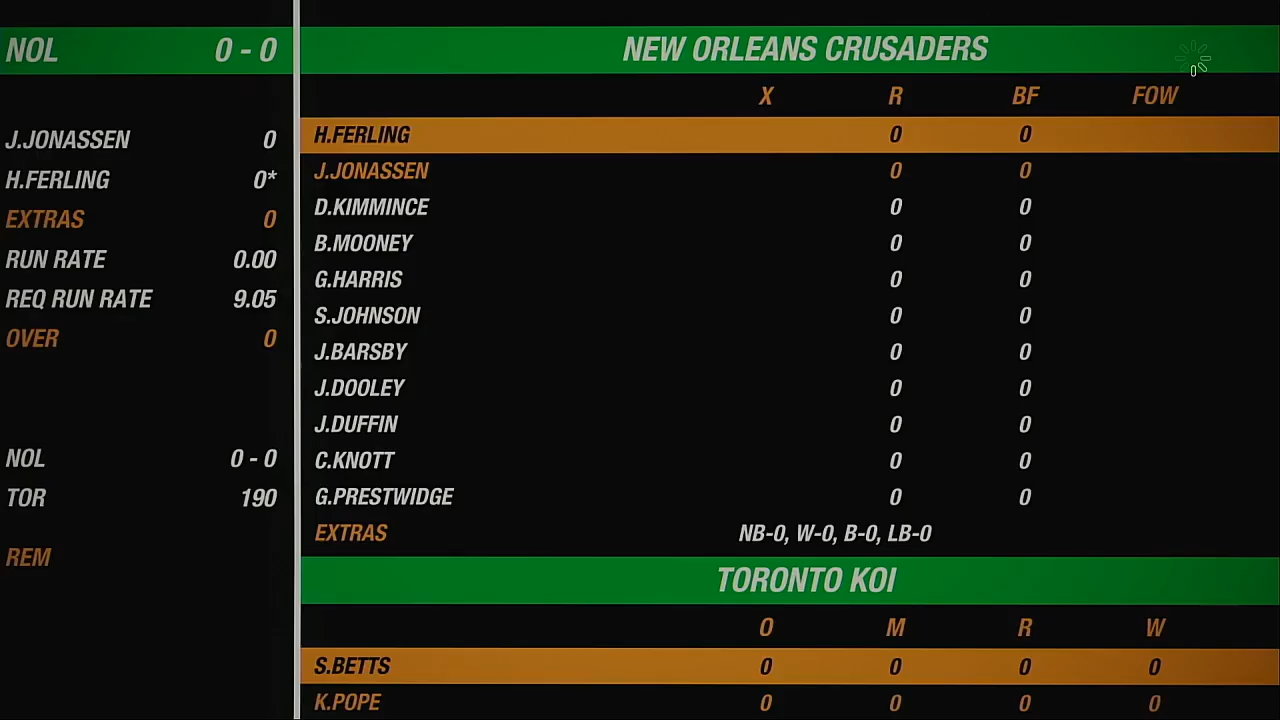 NOL 0 - 0
J.JONASSEN 0
H.FERLING 0*
EXTRAS 0
RUN RATE 0.00
REQ RUN RATE 9.05
OVER 0
NOL 0 - 0
TOR 190
REM
NEW ORLEANS CRUSADERS
X R BF FOW
H.FERLING 0 0
J.JONASSEN 0 0
D.KIMMINCE 0 0
B.MOONEY 0 0
G.HARRIS 0 0
S.JOHNSON 0 0
J.BARSBY 0 0
J.DOOLEY 0 0
J.DUFFIN 0 0
C.KNOTT 0 0
G.PRESTWIDGE 0 0
EXTRAS NB-0, W-0, B-0, LB-0
TORONTO KOI
O M R W
S.BETTS 0 0 0 0
K.POPE 0 0 0 0